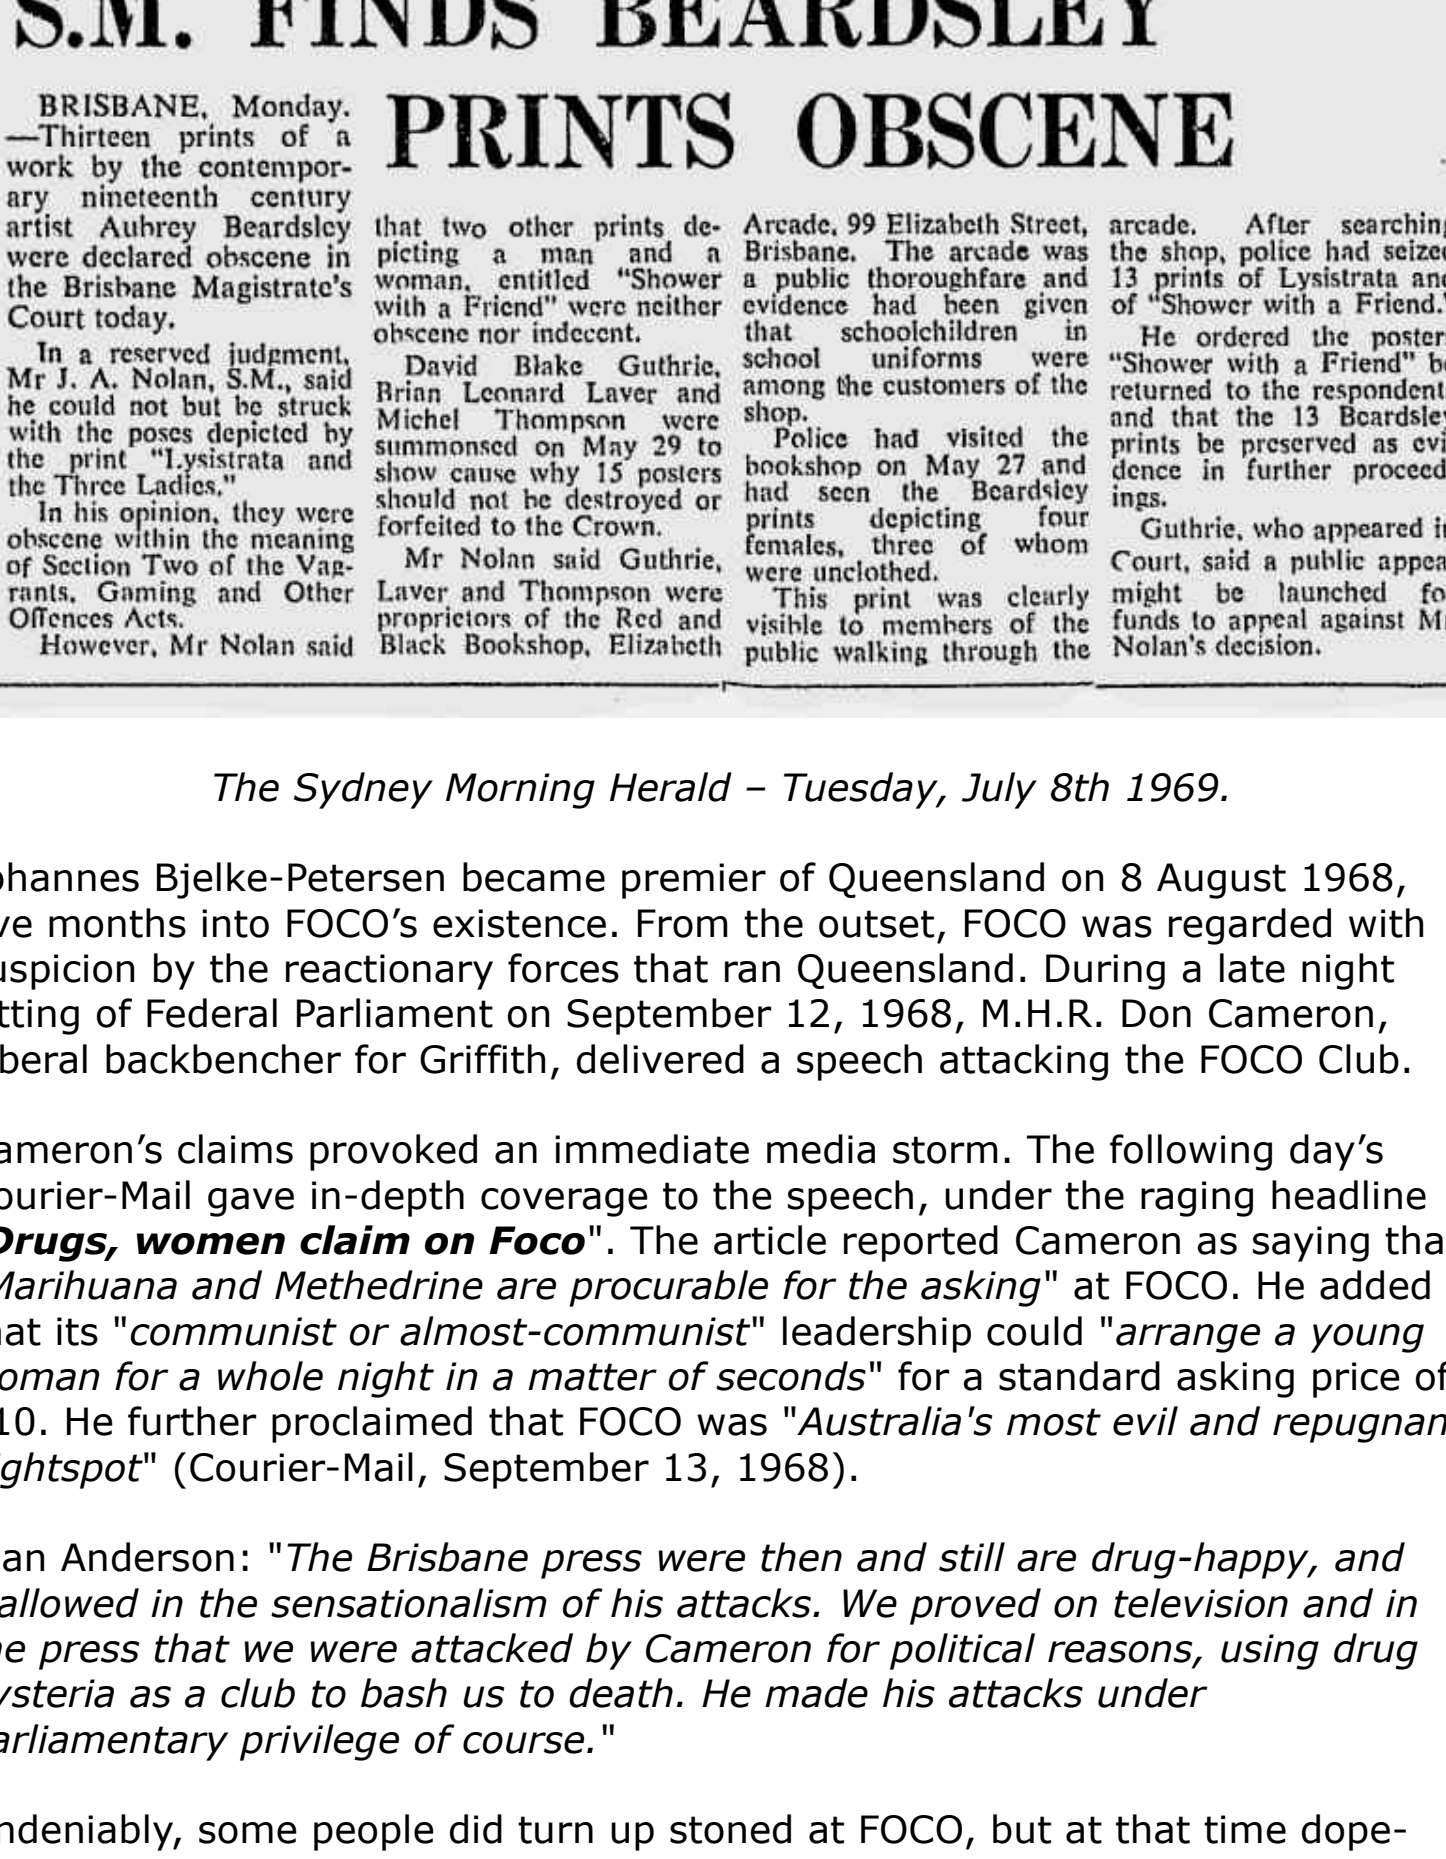 S.M. FINDS BEARDSLEY
PRINTS OBSCENE
BRISBANE, Monday.
—Thirteen prints of a
work by the contempor-
ary nineteenth century
artist Aubrey Beardsley
were declared obscene in
the Brisbane Magistrate's
Court today.
In a reserved judgment,
Mr J. A. Nolan, S.M., said
he could not but be struck
with the poses depicted by
the print "Lysistrata and
the Three Ladies."
In his opinion, they were
obscene within the meaning
of Section Two of the Vag-
rants, Gaming and Other
Offences Acts.
However, Mr Nolan said
that two other prints de-
picting a man and a
woman, entitled "Shower
with a Friend" were neither
obscene nor indecent.
David Blake Guthrie,
Brian Leonard Laver and
Michel Thompson were
summonsed on May 29 to
show cause why 15 posters
should not be destroyed or
forfeited to the Crown.
Mr Nolan said Guthrie,
Laver and Thompson were
proprietors of the Red and
Black Bookshop, Elizabeth
Arcade, 99 Elizabeth Street,
Brisbane. The arcade was
a public thoroughfare and
evidence had been given
that schoolchildren in
school uniforms were
among the customers of the
shop.
Police had visited the
bookshop on May 27 and
had seen the Beardsley
prints depicting four
females, three of whom
were unclothed.
This print was clearly
visible to members of the
public walking through the
arcade. After searching
the shop, police had seized
13 prints of Lysistrata and
of "Shower with a Friend."
He ordered the poster
"Shower with a Friend" be
returned to the respondent
and that the 13 Beardsley
prints be preserved as evi
dence in further proceed
ings.
Guthrie, who appeared i
Court, said a public appea
might be launched fo
funds to appeal against M
Nolan's decision.
The Sydney Morning Herald – Tuesday, July 8th 1969.
ohannes Bjelke-Petersen became premier of Queensland on 8 August 1968,
ve months into FOCO’s existence. From the outset, FOCO was regarded with
uspicion by the reactionary forces that ran Queensland. During a late night
tting of Federal Parliament on September 12, 1968, M.H.R. Don Cameron,
beral backbencher for Griffith, delivered a speech attacking the FOCO Club.
ameron’s claims provoked an immediate media storm. The following day’s
ourier-Mail gave in-depth coverage to the speech, under the raging headline
Drugs, women claim on Foco". The article reported Cameron as saying tha
Marihuana and Methedrine are procurable for the asking" at FOCO. He added
hat its "communist or almost-communist" leadership could "arrange a young
oman for a whole night in a matter of seconds" for a standard asking price of
10. He further proclaimed that FOCO was "Australia's most evil and repugnan
ightspot" (Courier-Mail, September 13, 1968).
an Anderson: "The Brisbane press were then and still are drug-happy, and
allowed in the sensationalism of his attacks. We proved on television and in
he press that we were attacked by Cameron for political reasons, using drug
ysteria as a club to bash us to death. He made his attacks under
arliamentary privilege of course."
ndeniably, some people did turn up stoned at FOCO, but at that time dope-